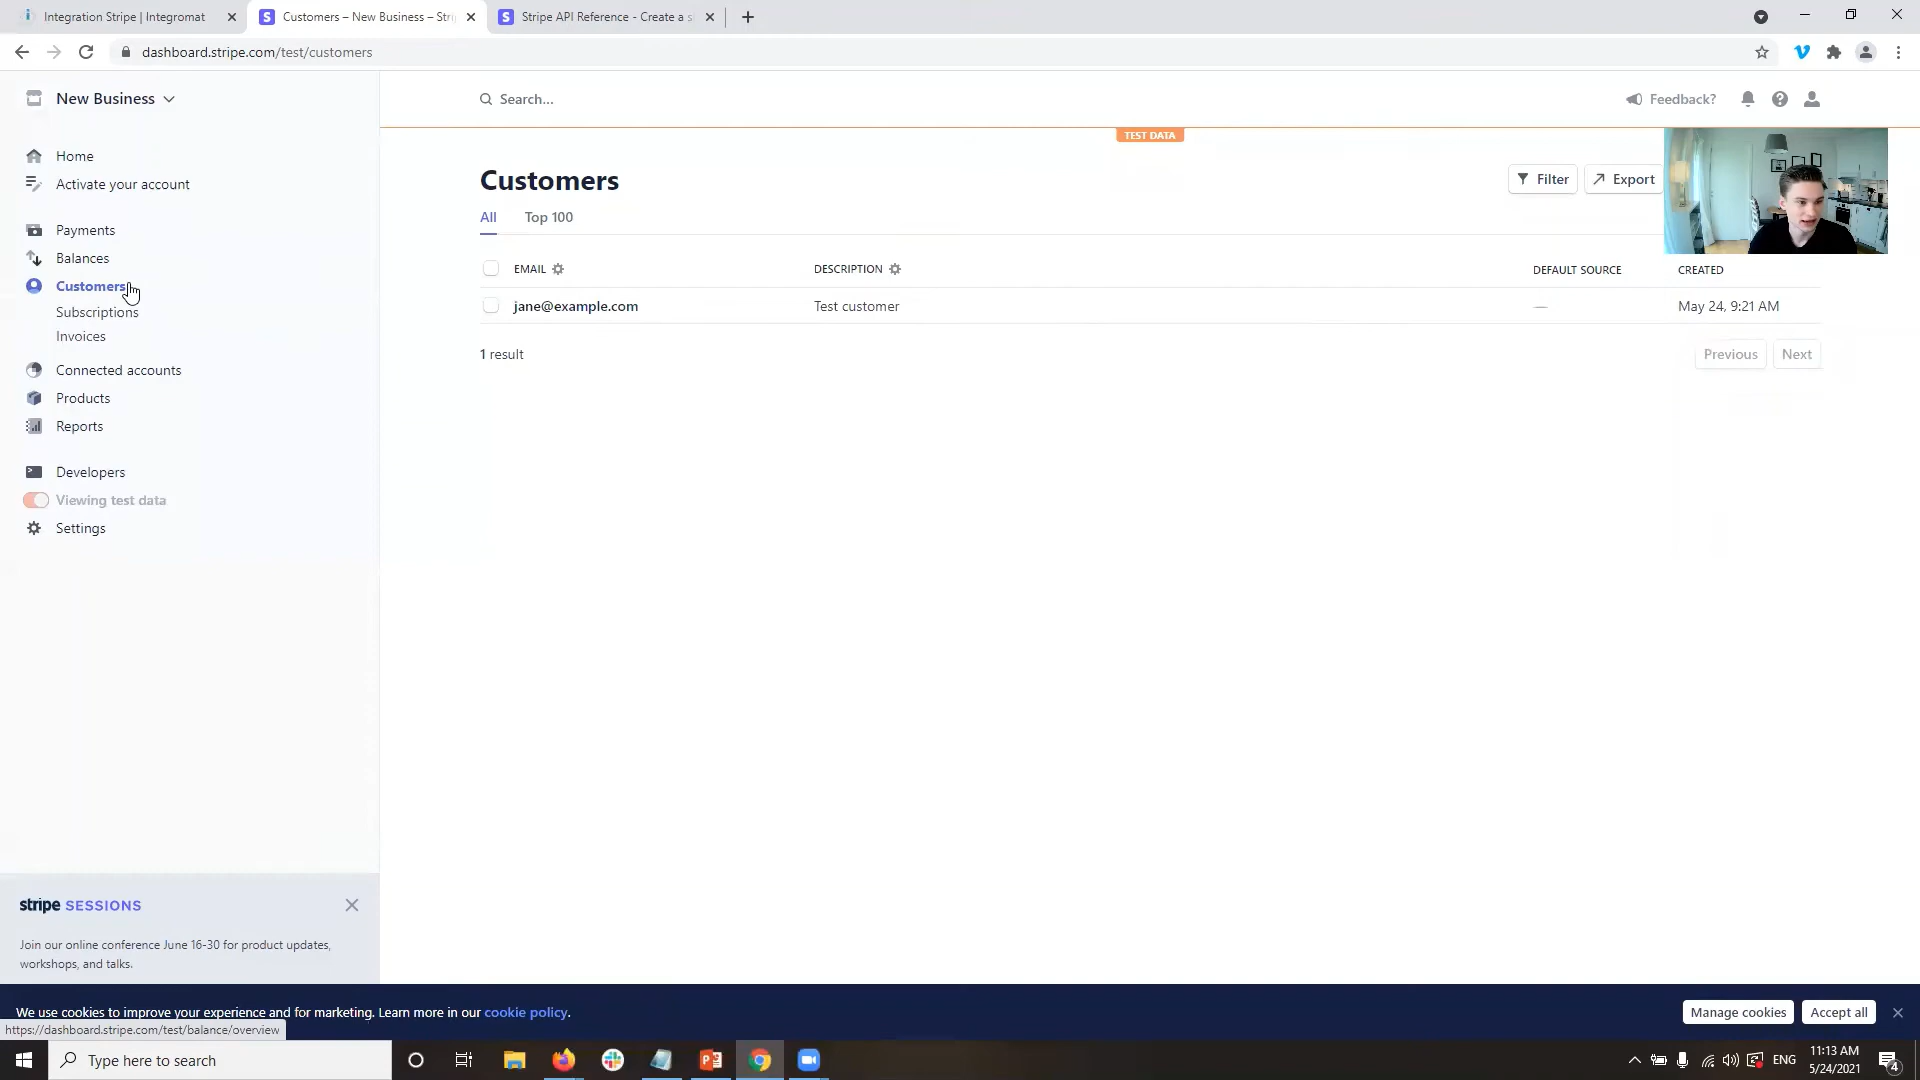 Integration Stripe | Integromat
Customers – New Business – Stri
Stripe API Reference - Create a s
dashboard.stripe.com/test/customers
New Business
Search...
Feedback?
TEST DATA
Home
Activate your account
Payments
Balances
Customers
Subscriptions
Invoices
Connected accounts
Products
Reports
Developers
Viewing test data
Settings
Customers
Filter
Export
All
Top 100
EMAIL
DESCRIPTION
DEFAULT SOURCE
CREATED
jane@example.com
Test customer
—
May 24, 9:21 AM
1 result
Previous
Next
stripe SESSIONS
Join our online conference June 16-30 for product updates,
workshops, and talks.
We use cookies to improve your experience and for marketing. Learn more in our cookie policy.
Manage cookies
Accept all
https://dashboard.stripe.com/test/balance/overview
Type here to search
ENG
11:13 AM
5/24/2021
4